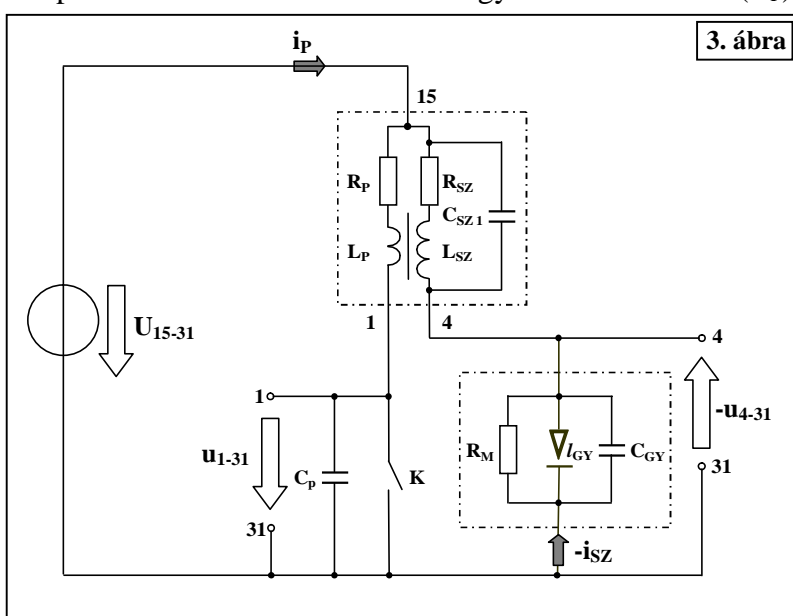 3. ábra
iP
15
RP
RSZ
CSZ 1
LP
LSZ
1
4
U15-31
4
1
-u4-31
u1-31
Cp
K
RM
lGY
CGY
31
31
-iSZ